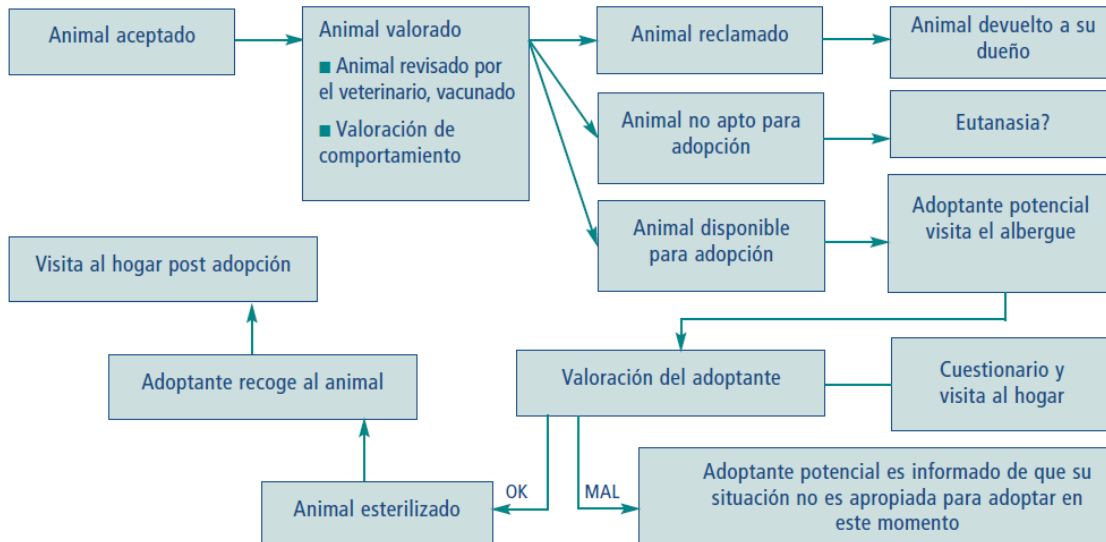 Animal aceptado
Animal valorado
■ Animal revisado por
el veterinario, vacunado
■ Valoración de
comportamiento
Animal reclamado
Animal devuelto a su
dueño
Animal no apto para
adopción
Eutanasia?
Animal disponible
para adopción
Adoptante potencial
visita el albergue
Valoración del adoptante
Cuestionario y
visita al hogar
OK
MAL
Adoptante potencial es informado de que su
situación no es apropiada para adoptar en
este momento
Animal esterilizado
Adoptante recoge al animal
Visita al hogar post adopción